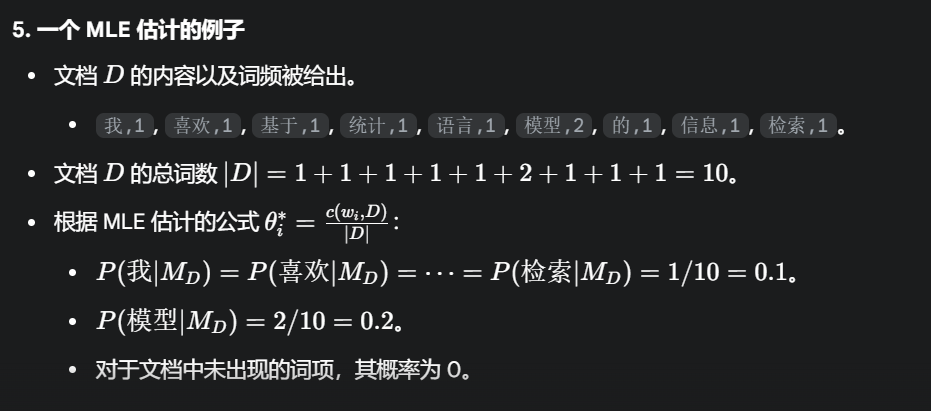 5. 一个 MLE 估计的例子
• 文档 D 的内容以及词频被给出。
• 我,1, 喜欢,1, 基于,1, 统计,1, 语言,1, 模型,2, 的,1, 信息,1, 检索,1。
• 文档 D 的总词数 |D| = 1 + 1 + 1 + 1 + 1 + 2 + 1 + 1 + 1 = 10。
• 根据 MLE 估计的公式 θ_i^* = c(w_i,D)/|D|：
• P(我|M_D) = P(喜欢|M_D) = ⋯ = P(检索|M_D) = 1/10 = 0.1。
• P(模型|M_D) = 2/10 = 0.2。
• 对于文档中未出现的词项，其概率为 0。